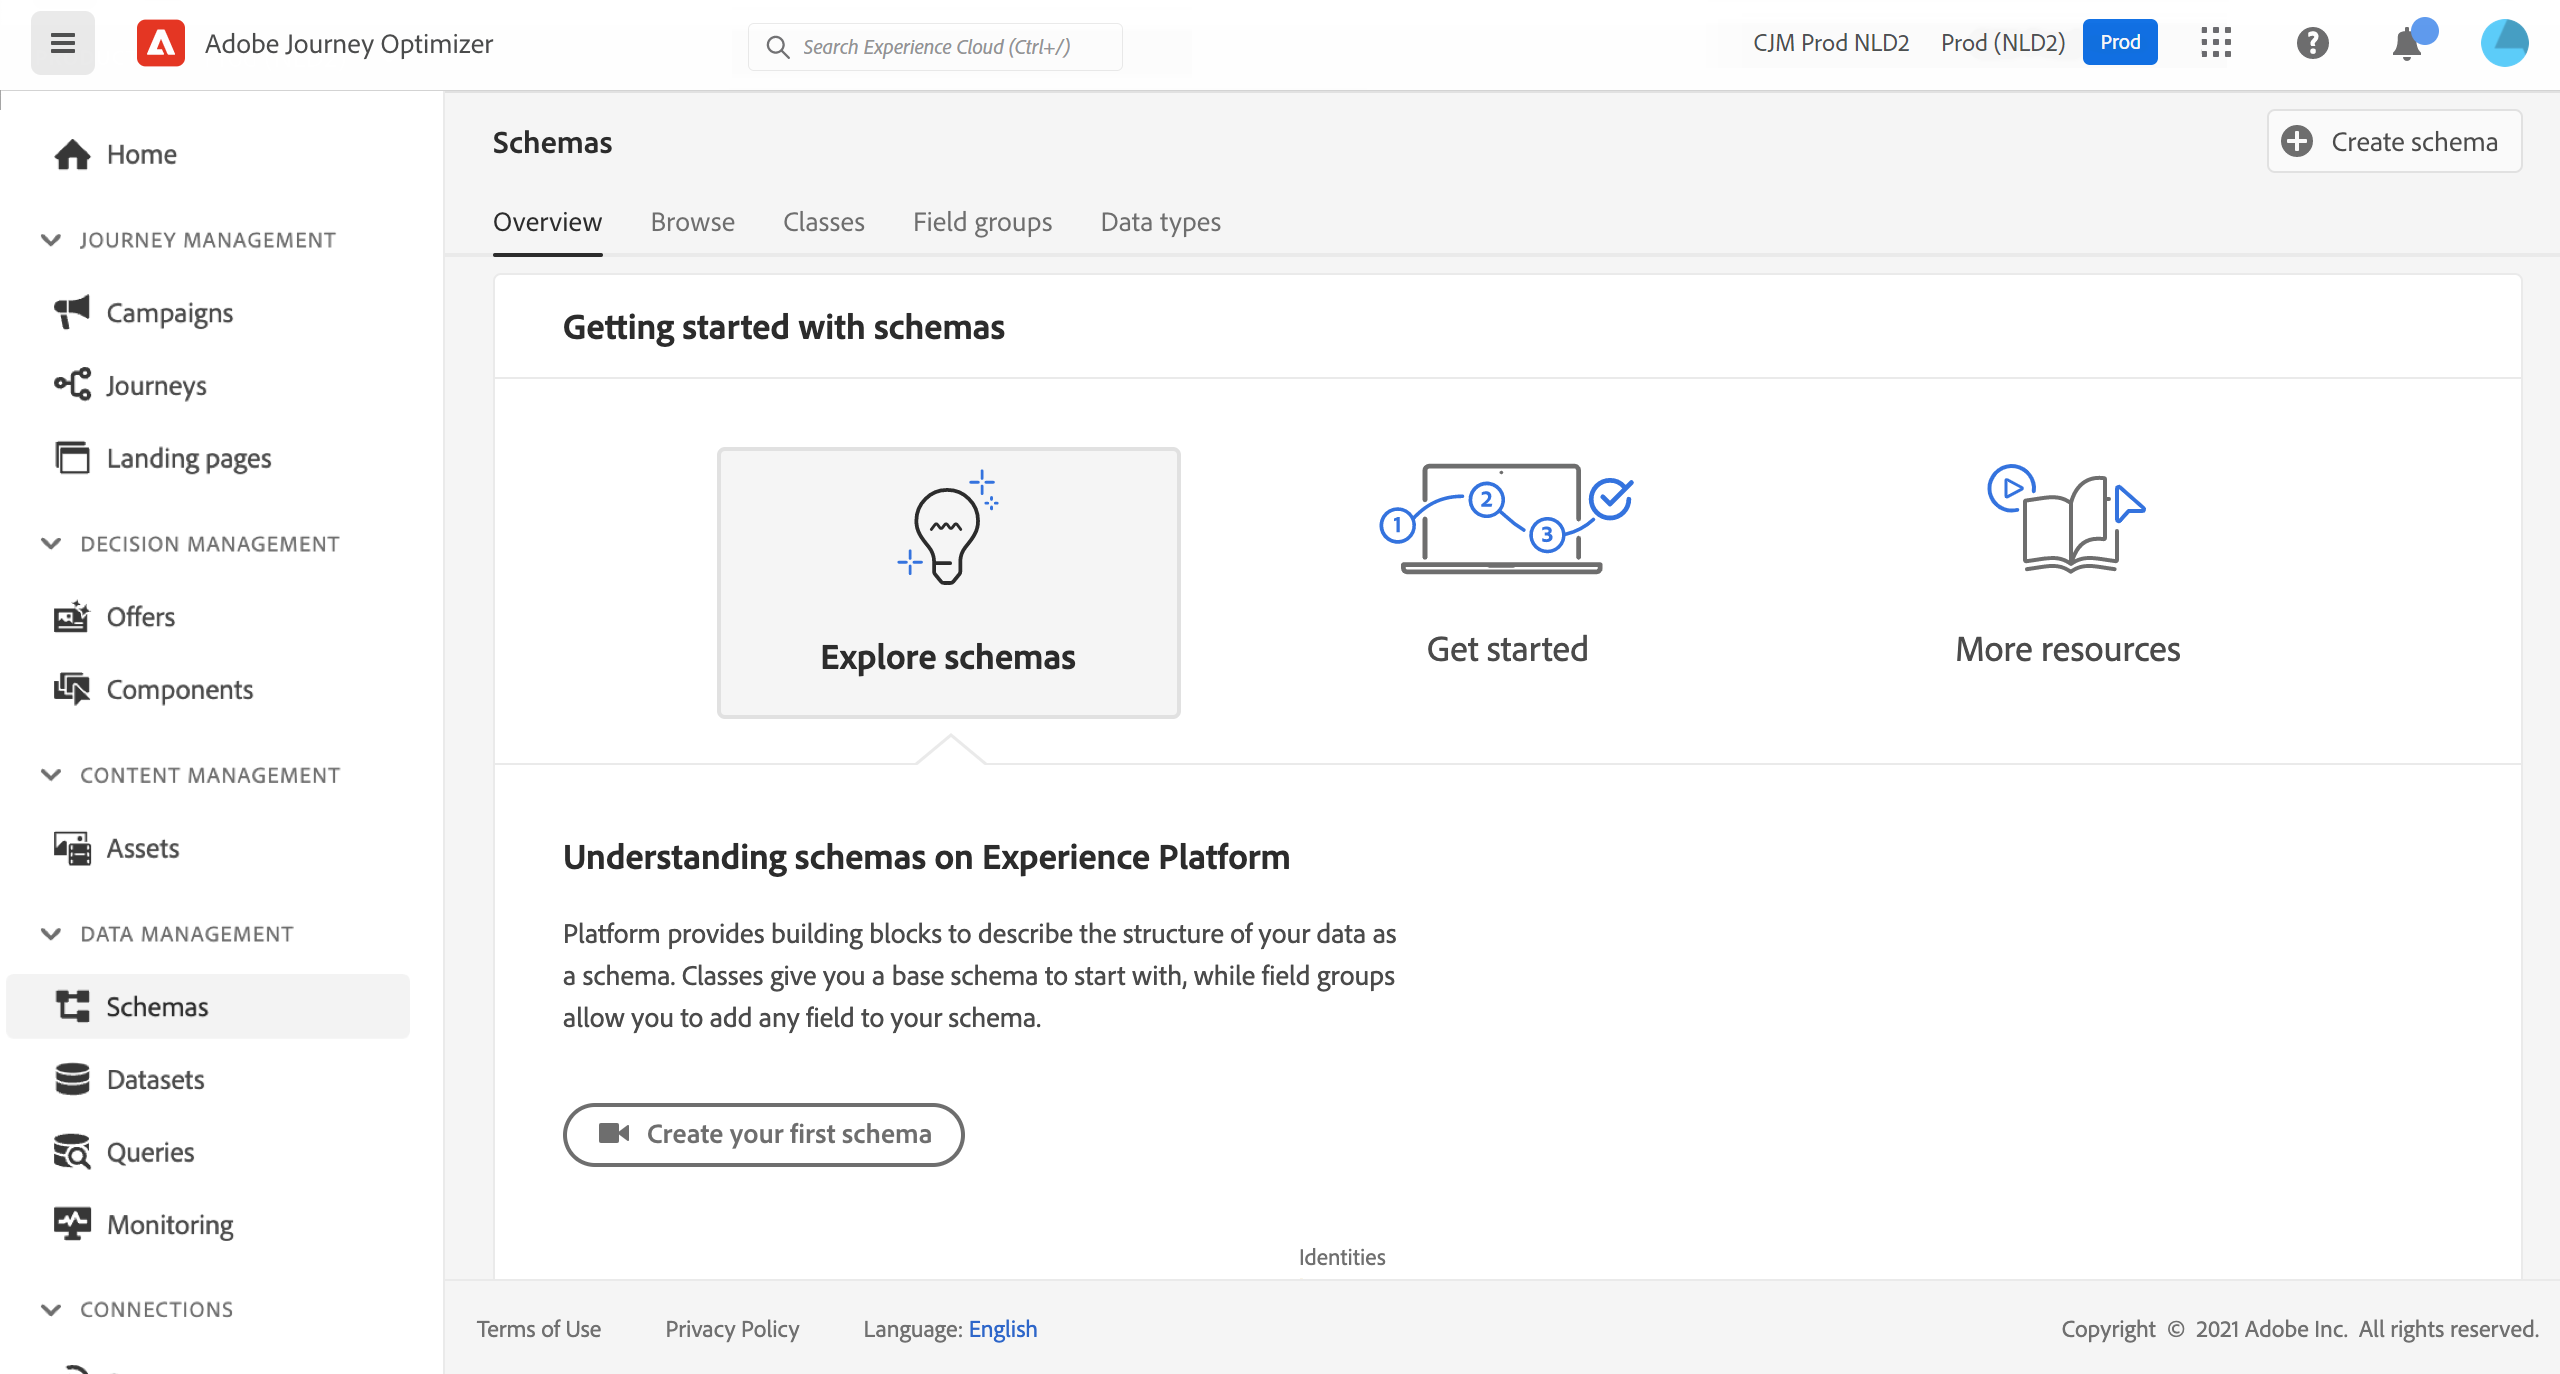 Adobe Journey Optimizer
Search Experience Cloud (Ctrl+/)
CJM Prod NLD2
Prod (NLD2)
Prod
Home
JOURNEY MANAGEMENT
Campaigns
Journeys
Landing pages
DECISION MANAGEMENT
Offers
Components
CONTENT MANAGEMENT
Assets
DATA MANAGEMENT
Schemas
Datasets
Queries
Monitoring
CONNECTIONS
Schemas
Create schema
Overview
Browse
Classes
Field groups
Data types
Getting started with schemas
Explore schemas
1
2
3
Get started
More resources
Understanding schemas on Experience Platform
Platform provides building blocks to describe the structure of your data as
a schema. Classes give you a base schema to start with, while field groups
allow you to add any field to your schema.
Create your first schema
Identities
Terms of Use
Privacy Policy
Language: English
Copyright © 2021 Adobe Inc. All rights reserved.